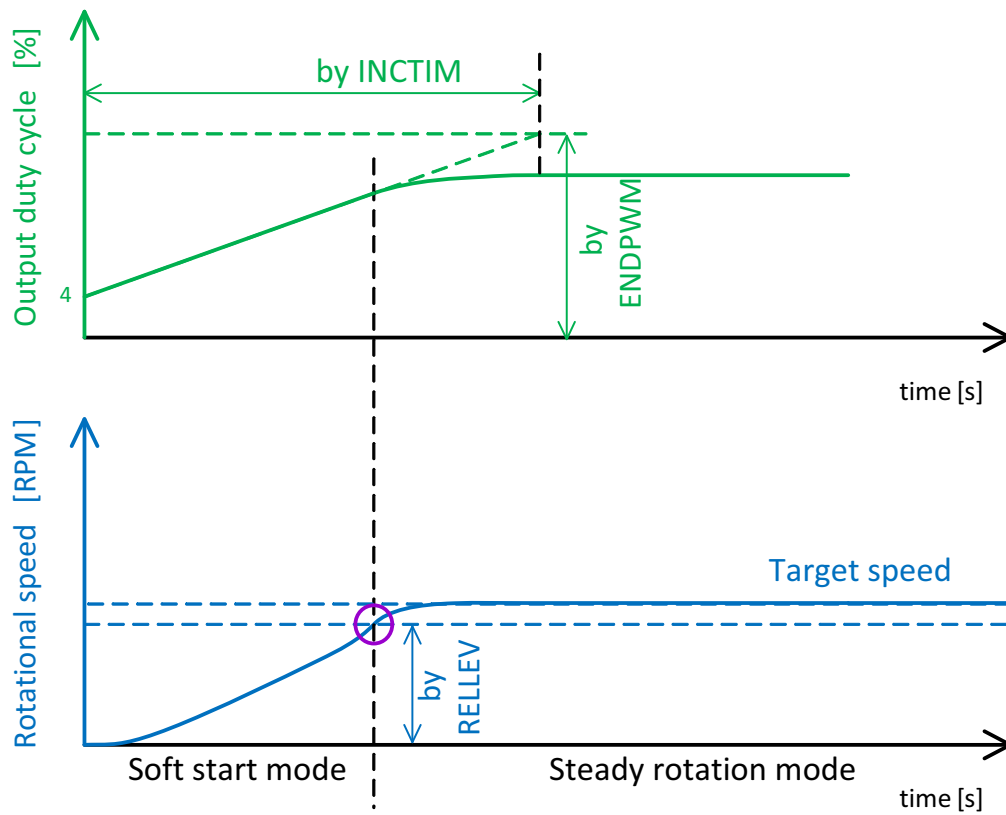 Output duty cycle [%]
by INCTIM
by
ENDPWM
4
time [s]
Rotational speed [RPM]
Target speed
by
RELLEV
Soft start mode
Steady rotation mode
time [s]